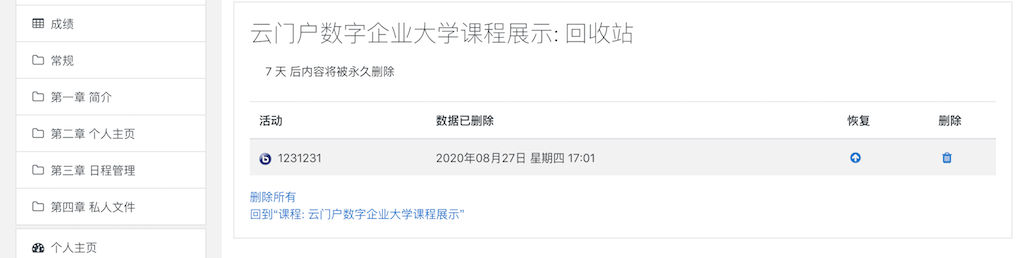 成绩
常规
第一章 简介
第二章 个人主页
第三章 日程管理
第四章 私人文件
个人主页
云门户数字企业大学课程展示: 回收站
7 天 后内容将被永久删除
活动 数据已删除 恢复 删除
1231231 2020年08月27日 星期四 17:01
删除所有
回到“课程: 云门户数字企业大学课程展示”